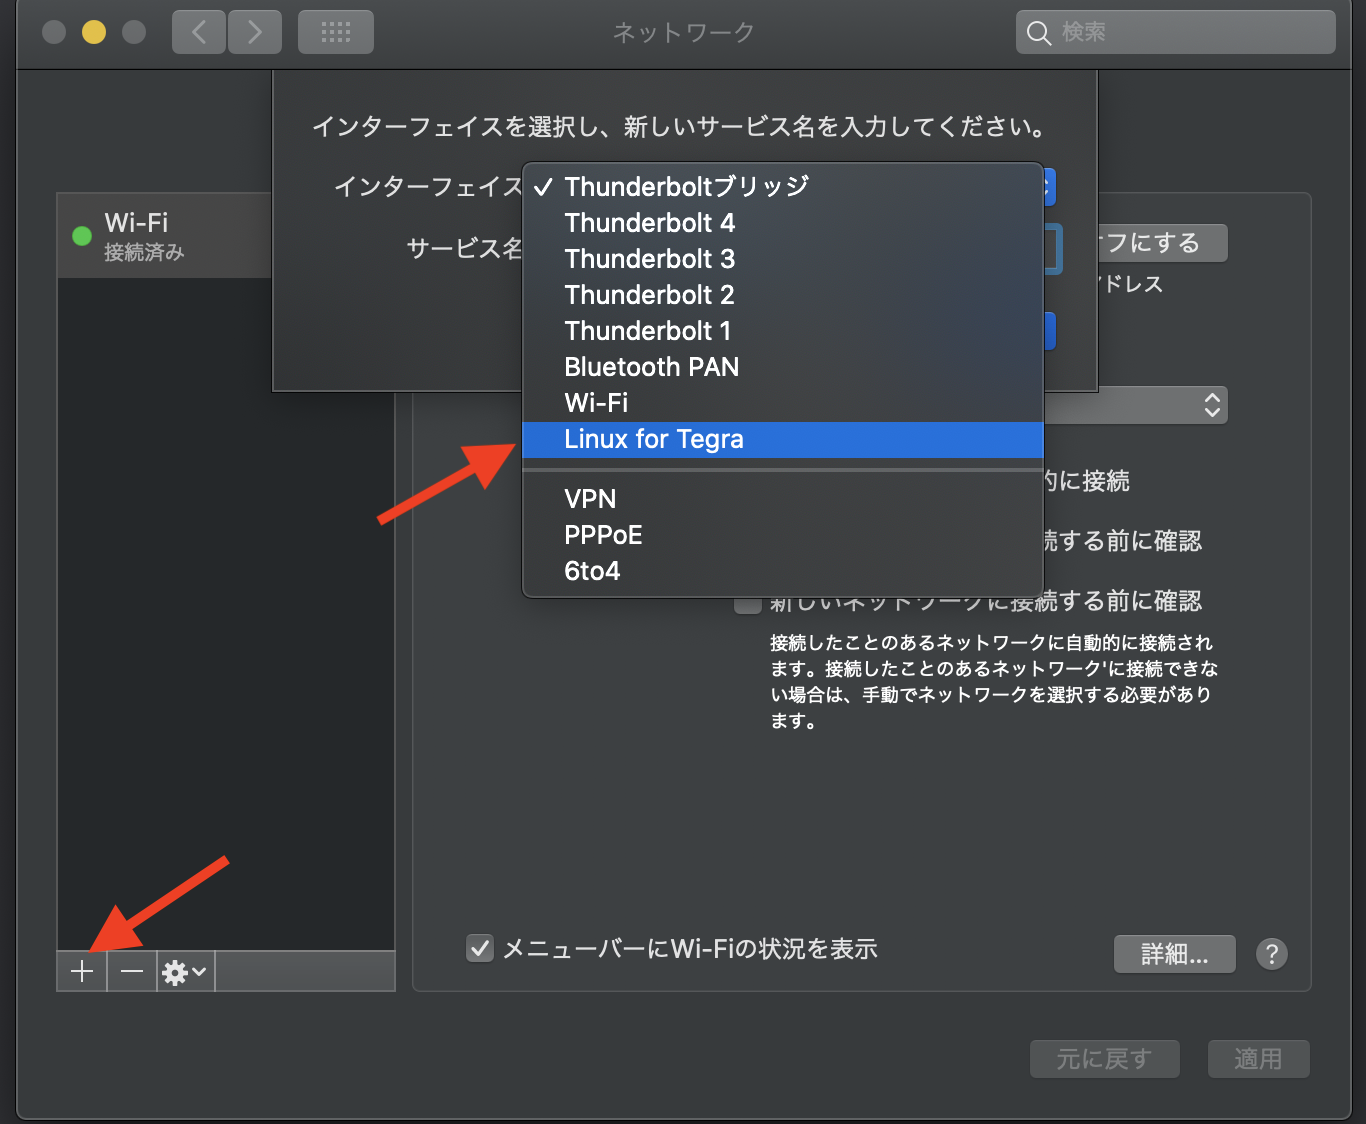 ネットワーク
検索
インターフェイスを選択し、新しいサービス名を入力してください。
インターフェイス
✓ Thunderboltブリッジ
Thunderbolt 4
Thunderbolt 3
Thunderbolt 2
Thunderbolt 1
Bluetooth PAN
Wi-Fi
Linux for Tegra
VPN
PPPoE
6to4
サービス名
Wi-Fi
接続済み
フにする
ドレス
的に接続
続する前に確認
新しいネットワークに接続する前に確認
接続したことのあるネットワークに自動的に接続され
ます。接続したことのあるネットワーク'に接続できな
い場合は、手動でネットワークを選択する必要があり
ます。
メニューバーにWi-Fiの状況を表示
詳細...
?
元に戻す
適用